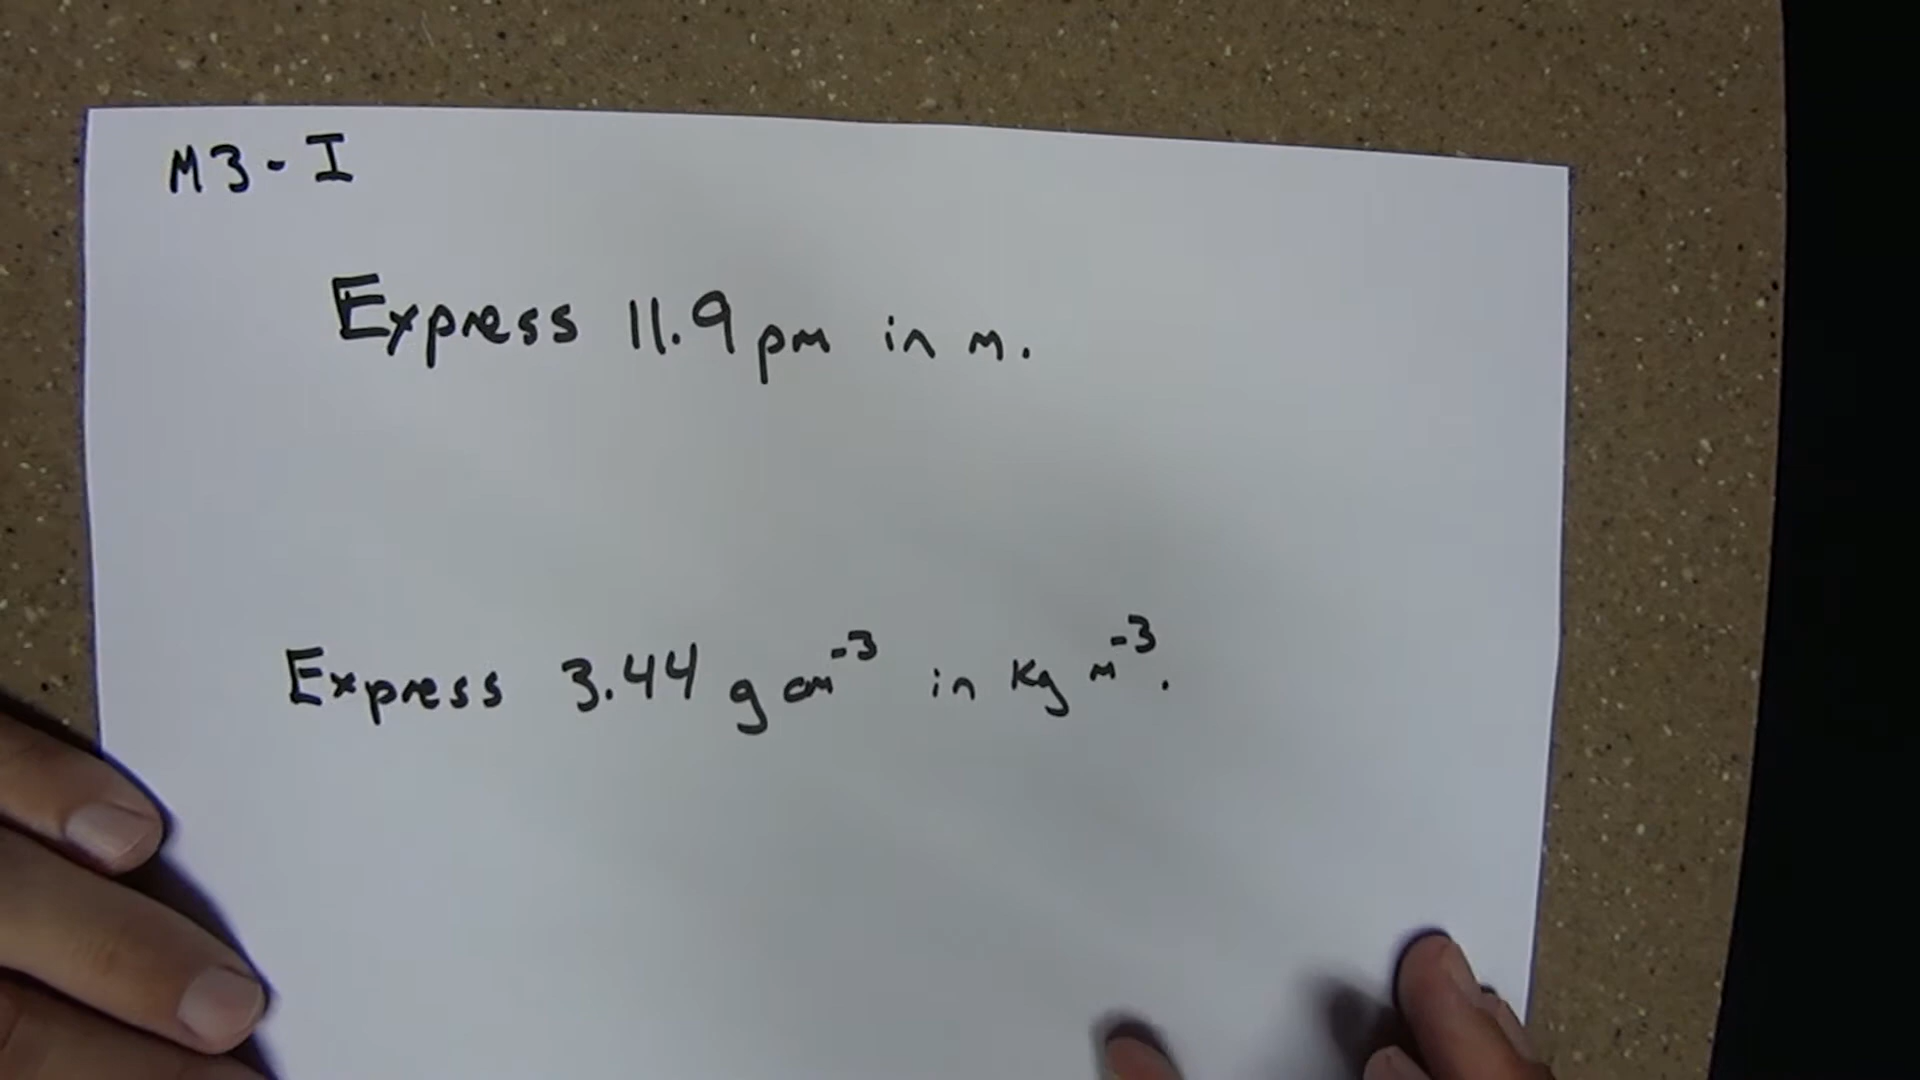 M3-I
Express 11.9 pm in m.
Express 3.44 g cm⁻³ in kg m⁻³.